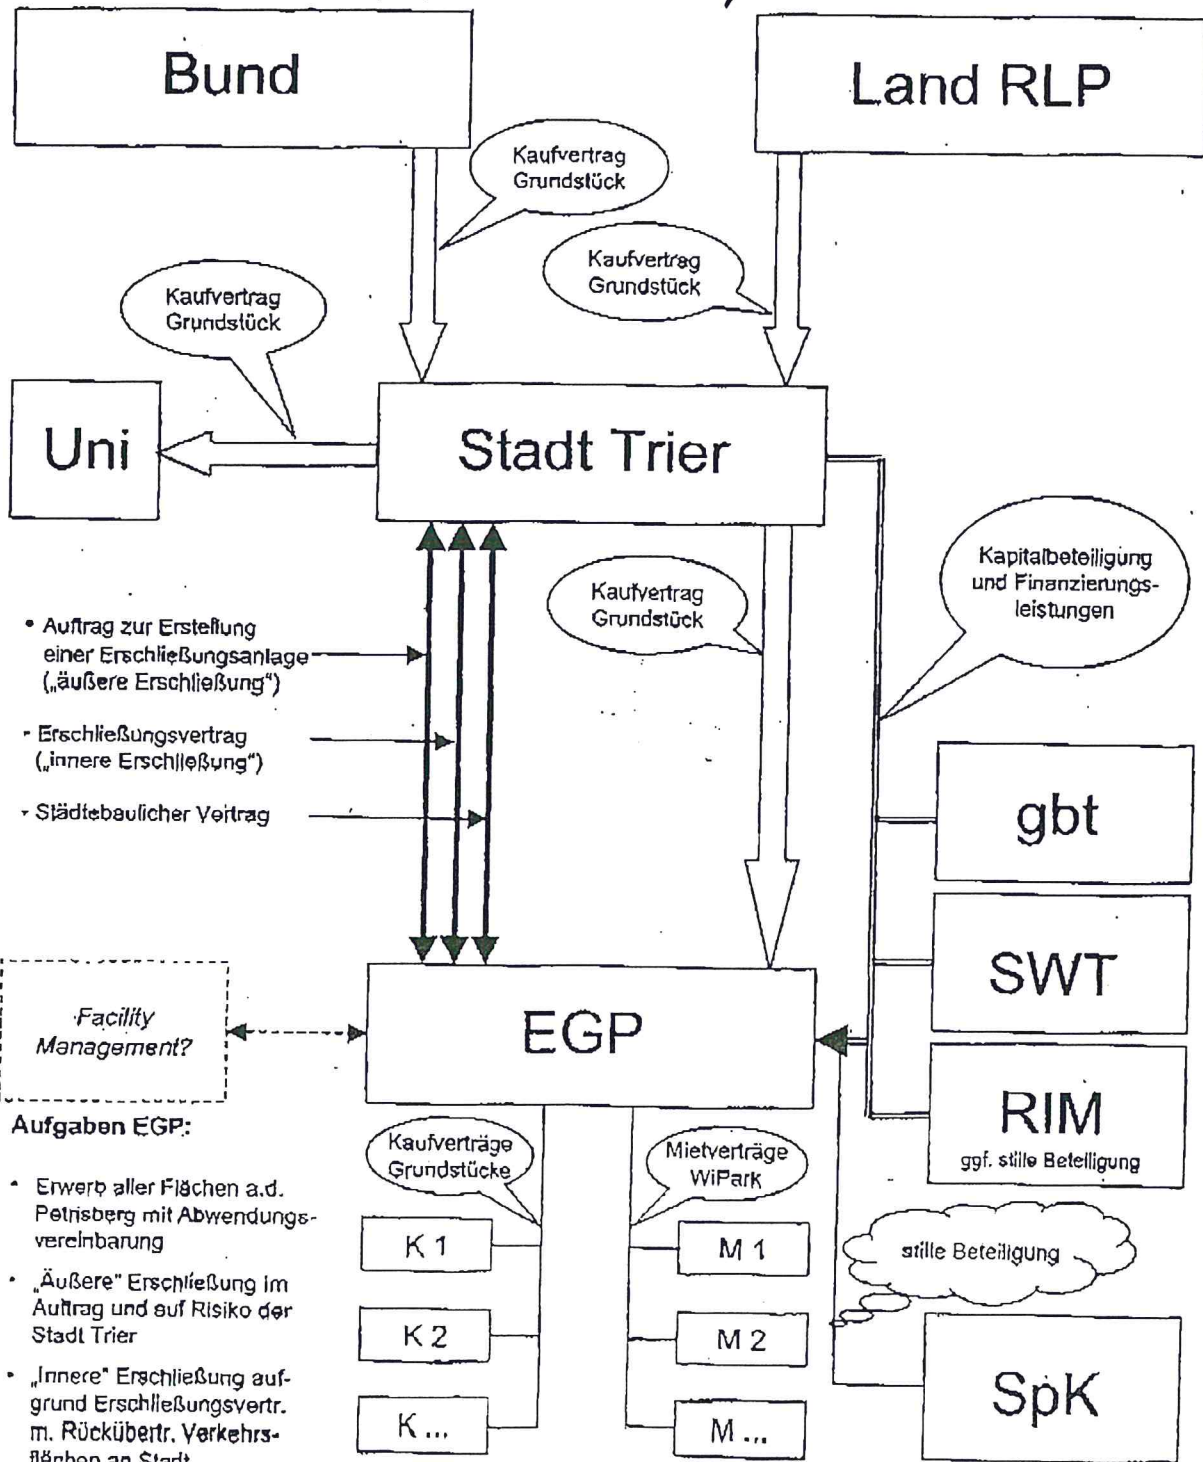 Bund
Land RLP
Kaufvertrag
Grundstück
Kaufvertrag
Grundstück
Kaufvertrag
Grundstück
Uni
Stadt Trier
Kaufvertrag
Grundstück
Kapitalbeteiligung
und Finanzierungs-
leistungen
• Auftrag zur Erstellung
einer Erschließungsanlage
(„äußere Erschließung“)
- Erschließungsvertrag
(„innere Erschließung“)
- Städtebaulicher Vertrag
gbt
SWT
RIM
ggf. stille Beteiligung
Facility
Management?
EGP
Aufgaben EGP:
• Erwerb aller Flächen a.d.
Petrisberg mit Abwendungs-
vereinbarung
• „Äußere“ Erschließung im
Auftrag und auf Risiko der
Stadt Trier
• „Innere“ Erschließung auf-
grund Erschließungsvertr.
m. Rückübertr. Verkehrs-
flächen an Stadt
Kaufverträge
Grundstücke
Mietverträge
WiPark
K 1
K 2
K ...
M 1
M 2
M ...
stille Beteiligung
SpK